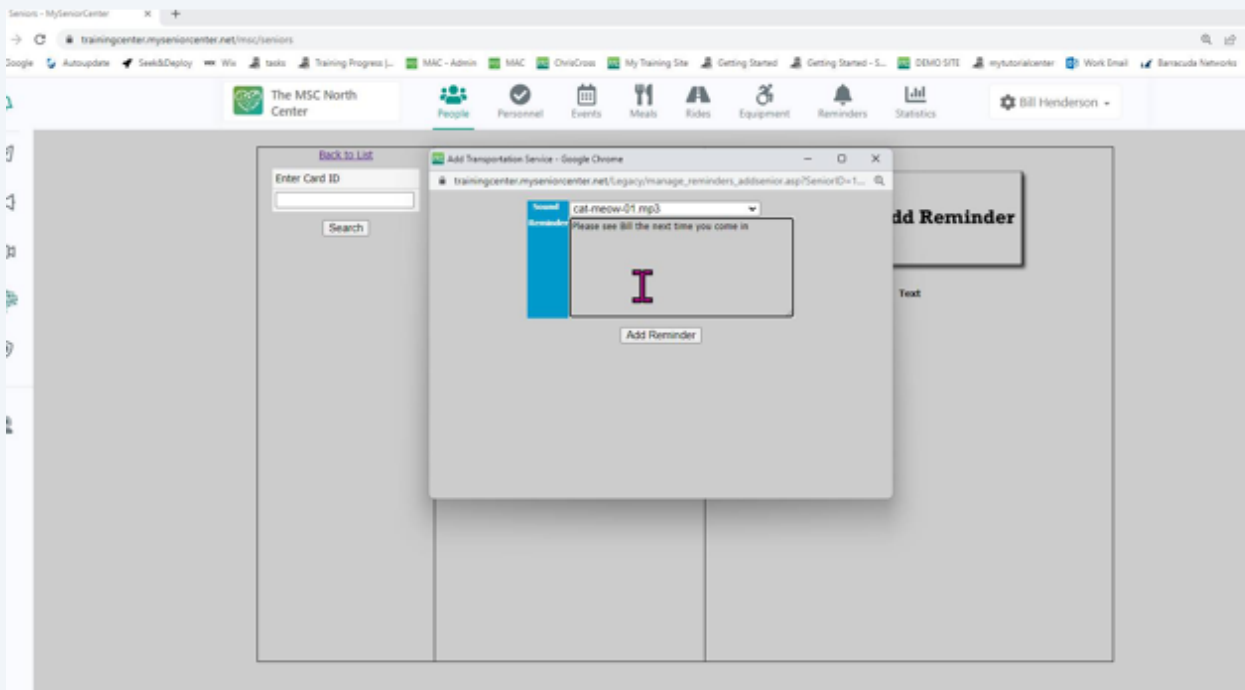 Seniors - MySeniorCenter
trainingcenter.myseniorcenter.net/msc/seniors
Google Autoupdate Seek&Deploy Wix tasks Training Progress |... MAC - Admin MAC ChrisCross My Training Site Getting Started Getting Started - S... DEMO SITE mytutorialcenter Work Email Barracuda Networks
The MSC North
Center
People Personnel Events Meals Rides Equipment Reminders Statistics
Bill Henderson
Back to List
Enter Card ID
Search
Add Transportation Service - Google Chrome
trainingcenter.myseniorcenter.net/Legacy/manage_reminders_addsenior.asp?SeniorID=1...
Sound cat-meow-01.mp3
Reminder Please see Bill the next time you come in
Add Reminder
dd Reminder
Text